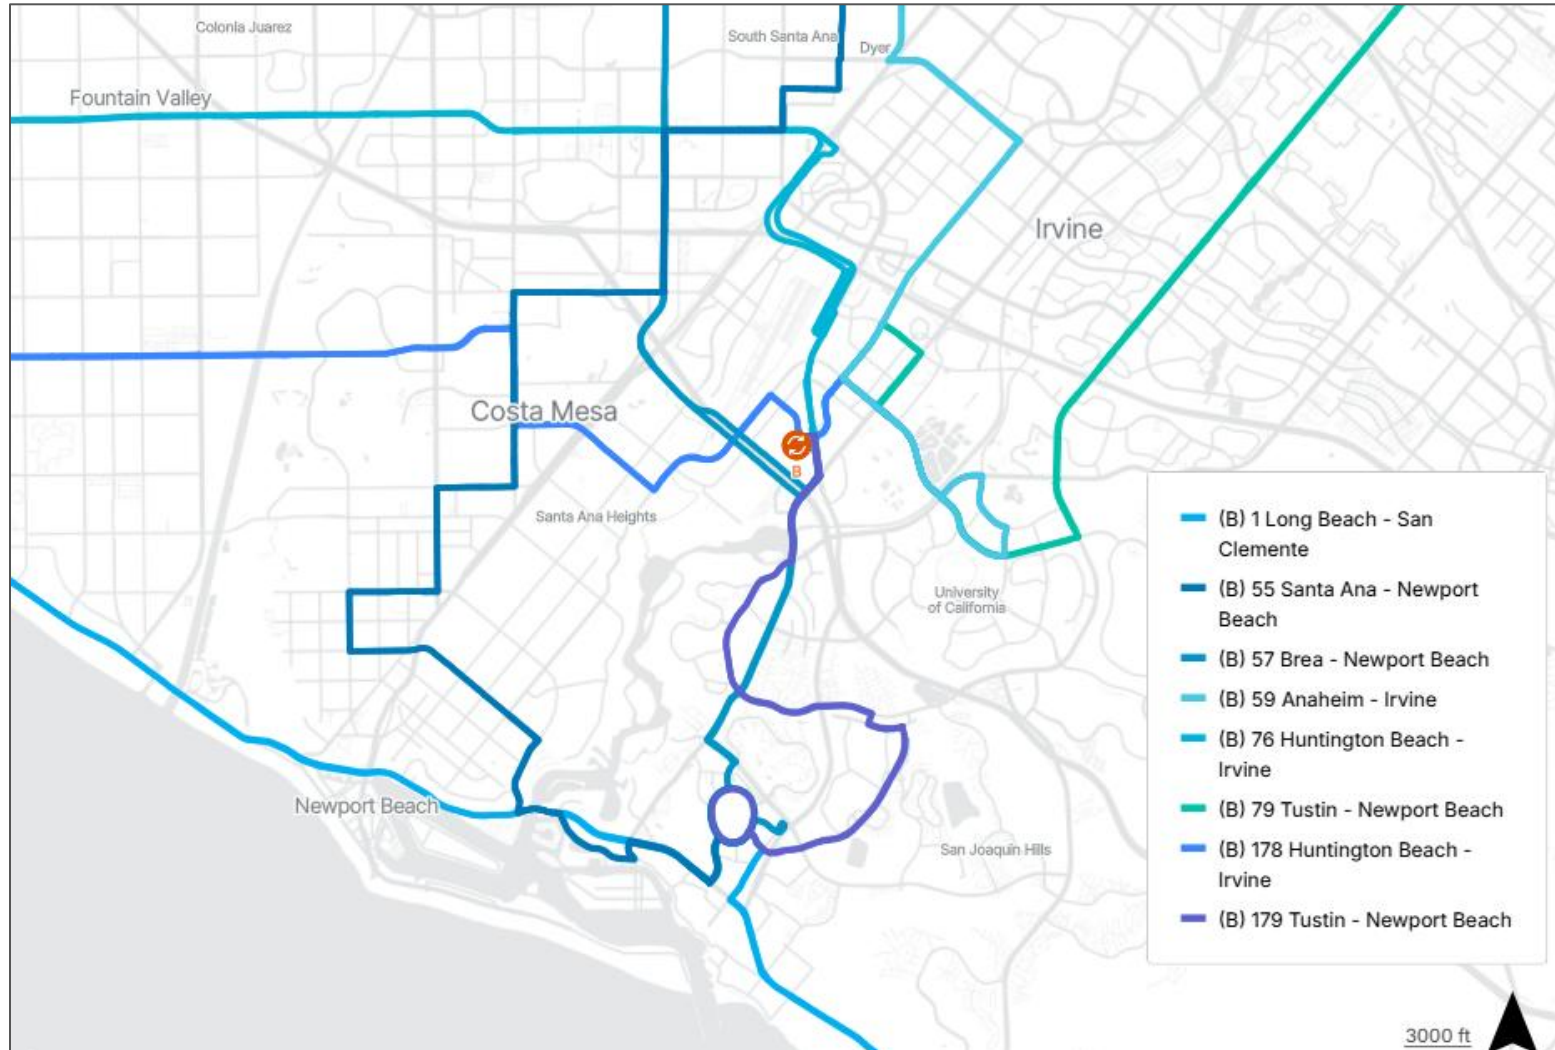 Colonia Juarez
South Santa Ana
Dyer
Fountain Valley
Irvine
Costa Mesa
B
Santa Ana Heights
University
of California
Newport Beach
San Joaquin Hills
(B) 1 Long Beach - San
Clemente
(B) 55 Santa Ana - Newport
Beach
(B) 57 Brea - Newport Beach
(B) 59 Anaheim - Irvine
(B) 76 Huntington Beach -
Irvine
(B) 79 Tustin - Newport Beach
(B) 178 Huntington Beach -
Irvine
(B) 179 Tustin - Newport Beach
3000 ft